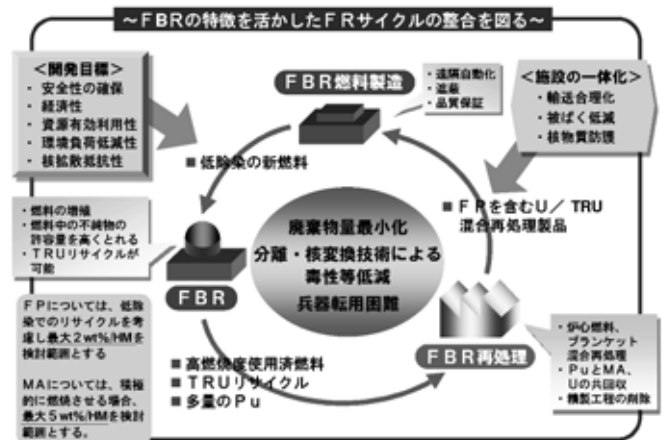 ～FBRの特徴を活かしたFRサイクルの整合を図る～
＜開発目標＞
・ 安全性の確保
・ 経済性
・ 資源有効利用性
・ 環境負荷低減性
・ 核拡散抵抗性
FBR燃料製造
・遠隔自動化
・遮蔽
・品質保証
＜施設の一体化＞
・ 輸送合理化
・ 被ばく低減
・ 核物質防護
■ 低除染の新燃料
■ FPを含むU／TRU
混合再処理製品
・燃料の増殖
・燃料中の不純物の
許容量を高くとれる
・TRUリサイクルが
可能
廃棄物量最小化
分離・核変換技術による
毒性等低減
兵器転用困難
FBR
FBR再処理
FPについては、低除
染でのリサイクルを考
慮し最大2wt%/HMを
検討範囲とする
MAについては、積極
的に燃焼させる場合、
最大5wt%/HMを検討
範囲とする。
■ 高燃焼度使用済燃料
■ TRUリサイクル
■ 多量のPu
・炉心燃料、
ブランケット
混合再処理
・PuとMA、
Uの共回収
・精製工程の削除